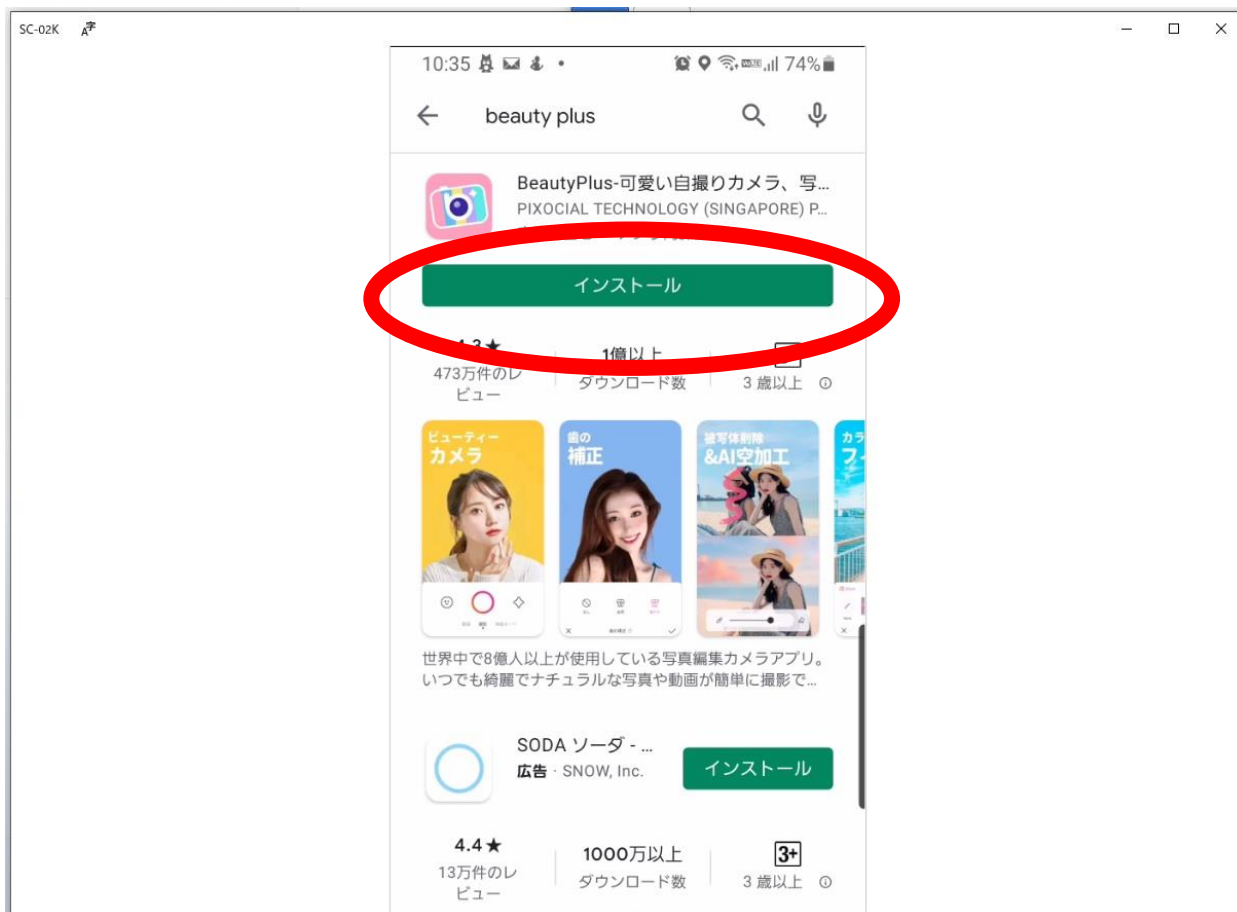 SC-02K
10:35 74%
beauty plus
BeautyPlus-可愛い自撮りカメラ、写...
PIXOCIAL TECHNOLOGY (SINGAPORE) P...
インストール
4.3★
1億以上
473万件のレ
ビュー
ダウンロード数
3 歳以上
ビューティー
カメラ
歯の
補正
被写体削除
&AI空加工
カラ
フィ
世界中で8億人以上が使用している写真編集カメラアプリ。
いつでも綺麗でナチュラルな写真や動画が簡単に撮影で...
SODA ソーダ - ...
広告 · SNOW, Inc.
インストール
4.4★
1000万以上
3+
13万件のレ
ビュー
ダウンロード数
3 歳以上